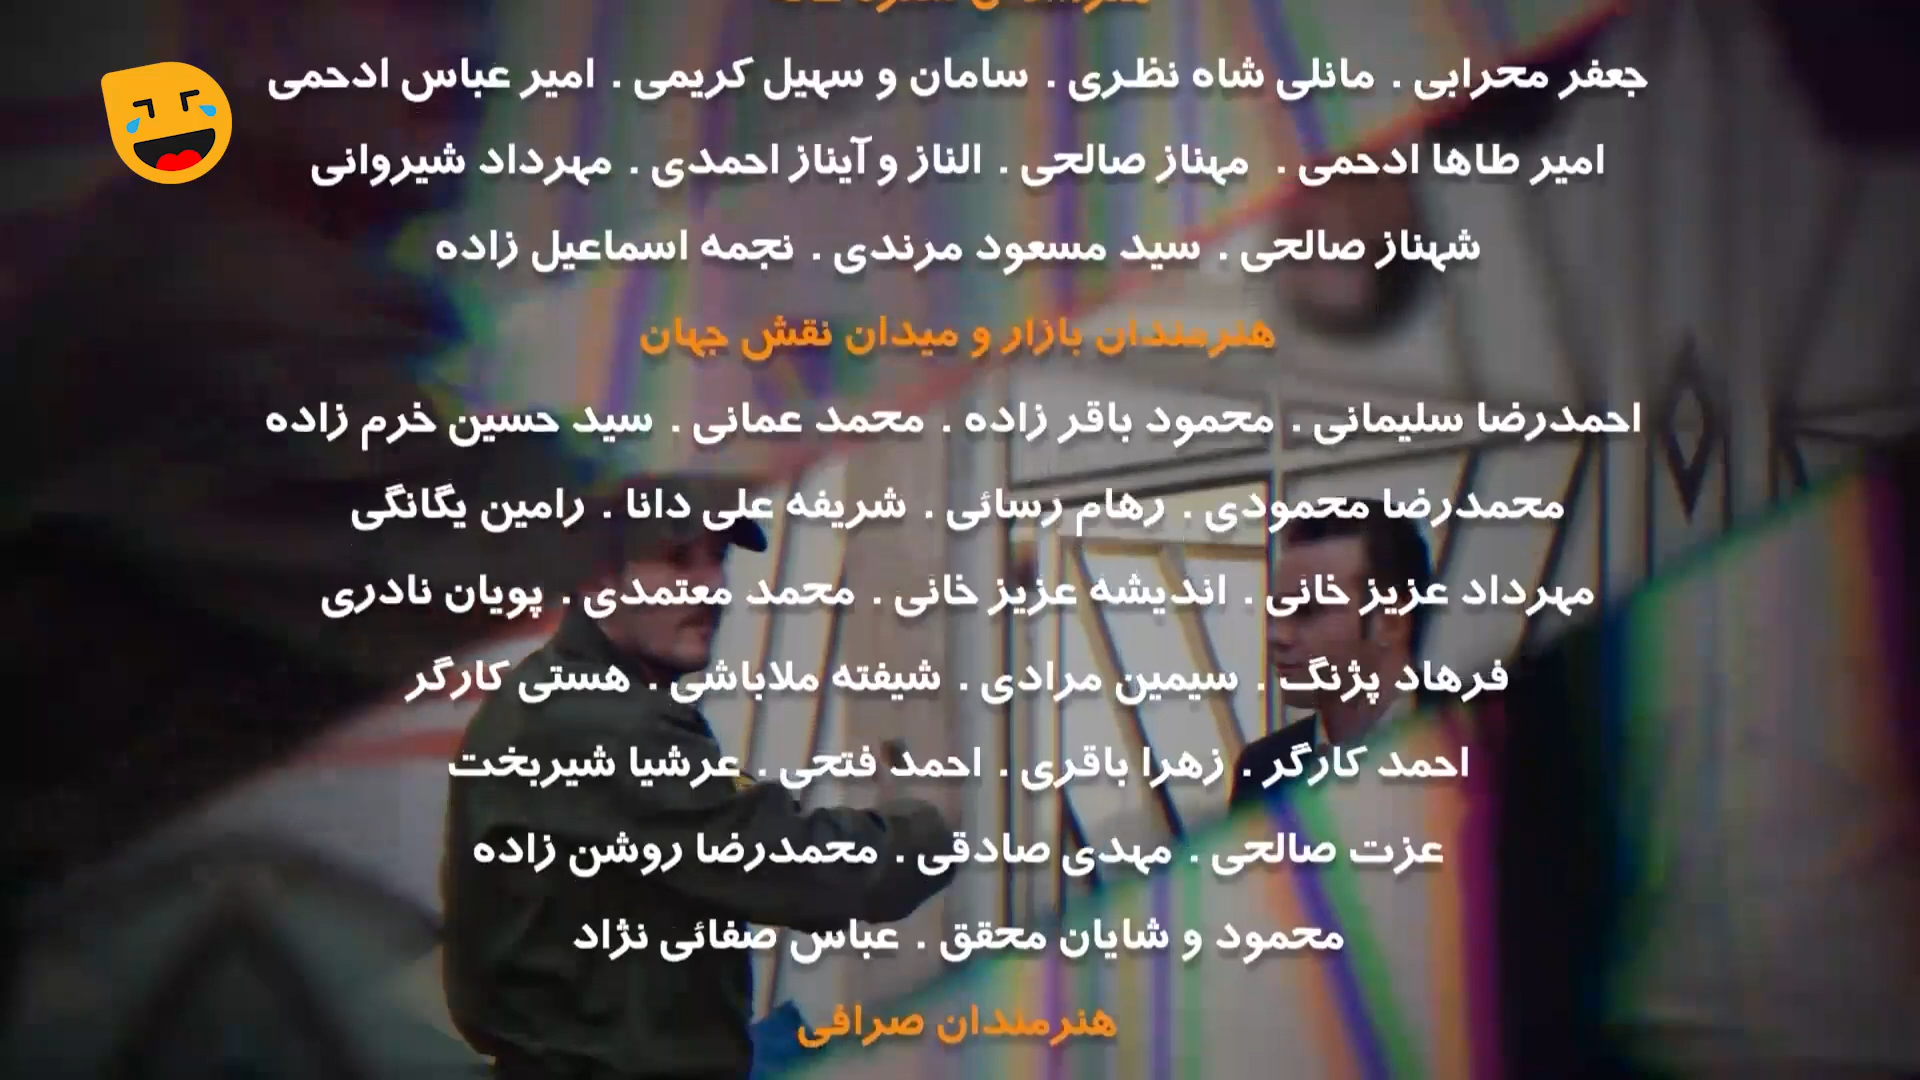 جعفر محرابی . مانلی شاه نظری . سامان و سهیل کریمی . امیر عباس ادحمی
امیر طاها ادحمی . مهناز صالحی . الناز و آیناز احمدی . مهرداد شیروانی
شهناز صالحی . سید مسعود مرندی . نجمه اسماعیل زاده
هنرمندان بازار و میدان نقش جهان
احمدرضا سلیمانی . محمود باقر زاده . محمد عمانی . سید حسین خرم زاده
محمدرضا محمودی . رهام رسائی . شریفه علی دانا . رامین یگانگی
مهرداد عزیز خانی . اندیشه عزیز خانی . محمد معتمدی . پویان نادری
فرهاد پژنگ . سیمین مرادی . شیفته ملاباشی . هستی کارگر
احمد کارگر . زهرا باقری . احمد فتحی . عرشیا شیربخت
عزت صالحی . مهدی صادقی . محمدرضا روشن زاده
محمود و شایان محقق . عباس صفائی نژاد
هنرمندان صرافی